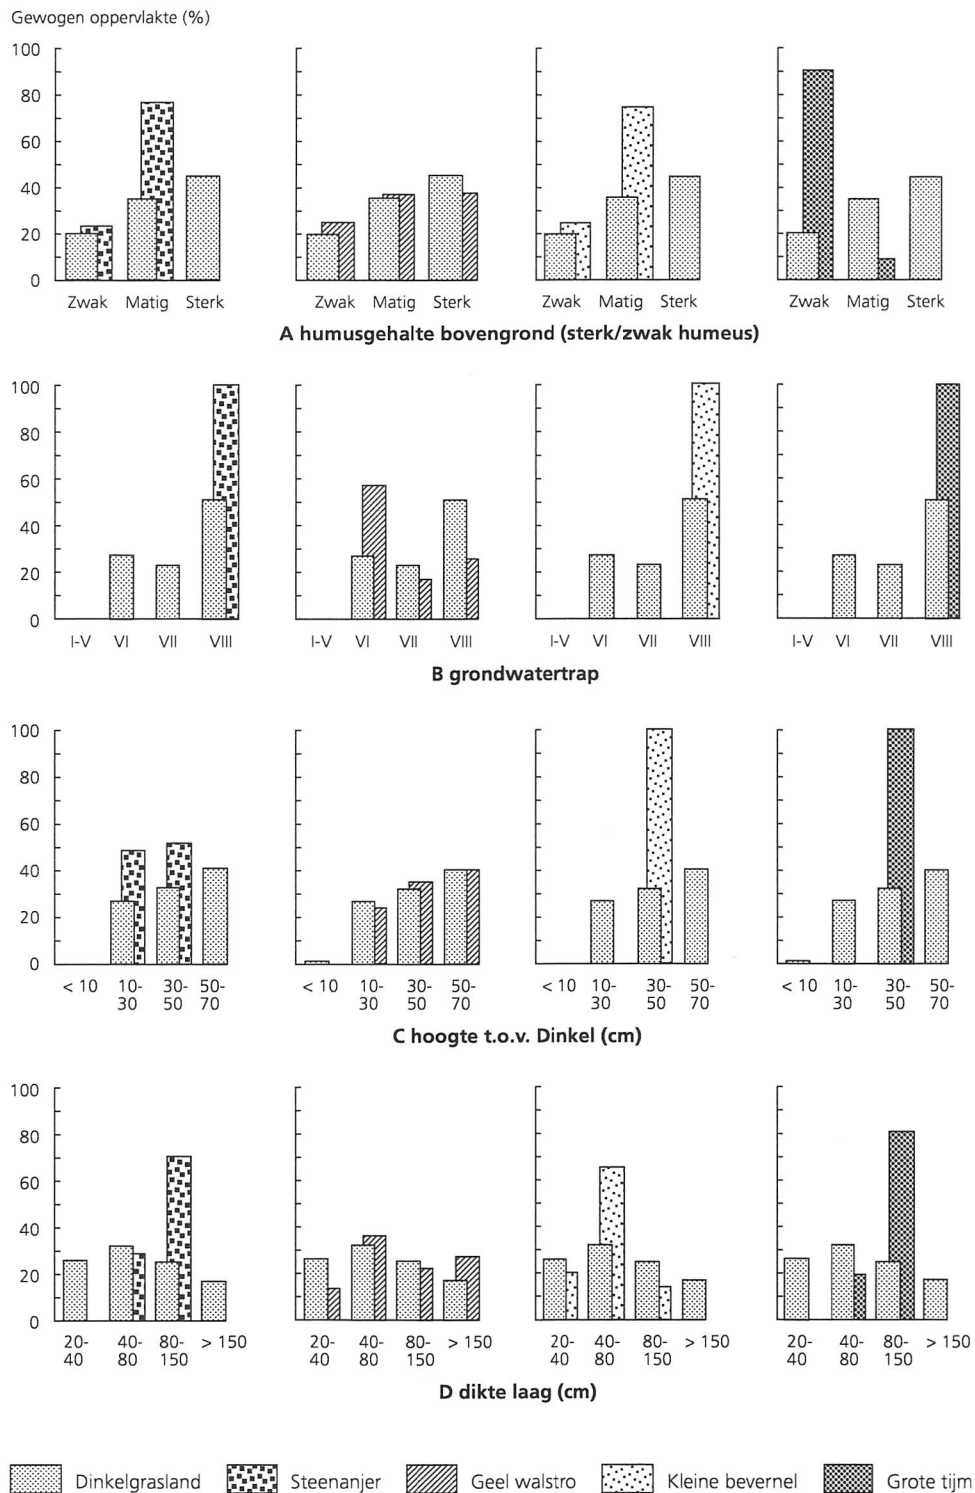 Gewogen oppervlakte (%)
100
80
60
40
20
0
Zwak Matig Sterk Zwak Matig Sterk Zwak Matig Sterk Zwak Matig Sterk
A humusgehalte bovengrond (sterk/zwak humeus)
100
80
60
40
20
0
I-V VI VII VIII I-V VI VII VIII I-V VI VII VIII I-V VI VII VIII
B grondwatertrap
100
80
60
40
20
0
< 10 10- 30- 50- < 10 10- 30- 50- < 10 10- 30- 50- < 10 10- 30- 50-
30 50 70 30 50 70 30 50 70 30 50 70
C hoogte t.o.v. Dinkel (cm)
100
80
60
40
20
0
20- 40- 80- > 150 20- 40- 80- > 150 20- 40- 80- > 150 20- 40- 80- > 150
40 80 150 40 80 150 40 80 150 40 80 150
D dikte laag (cm)
Dinkelgrasland Steenanjer Geel walstro Kleine bevernel Grote tijm